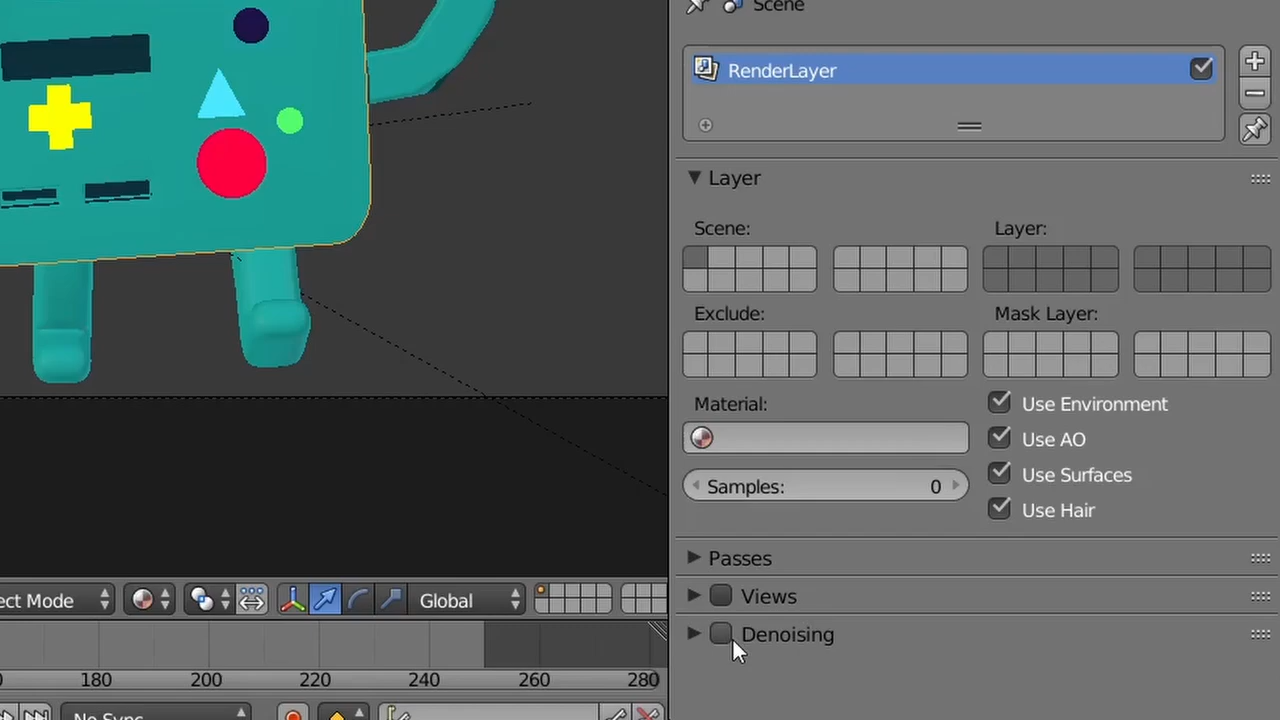 Scene
RenderLayer
Layer
Scene:
Layer:
Exclude:
Mask Layer:
Material:
Use Environment
Use AO
Samples: 0
Use Surfaces
Use Hair
Passes
Views
Denoising
ect Mode
Global
180 200 220 240 260 280
No Sync